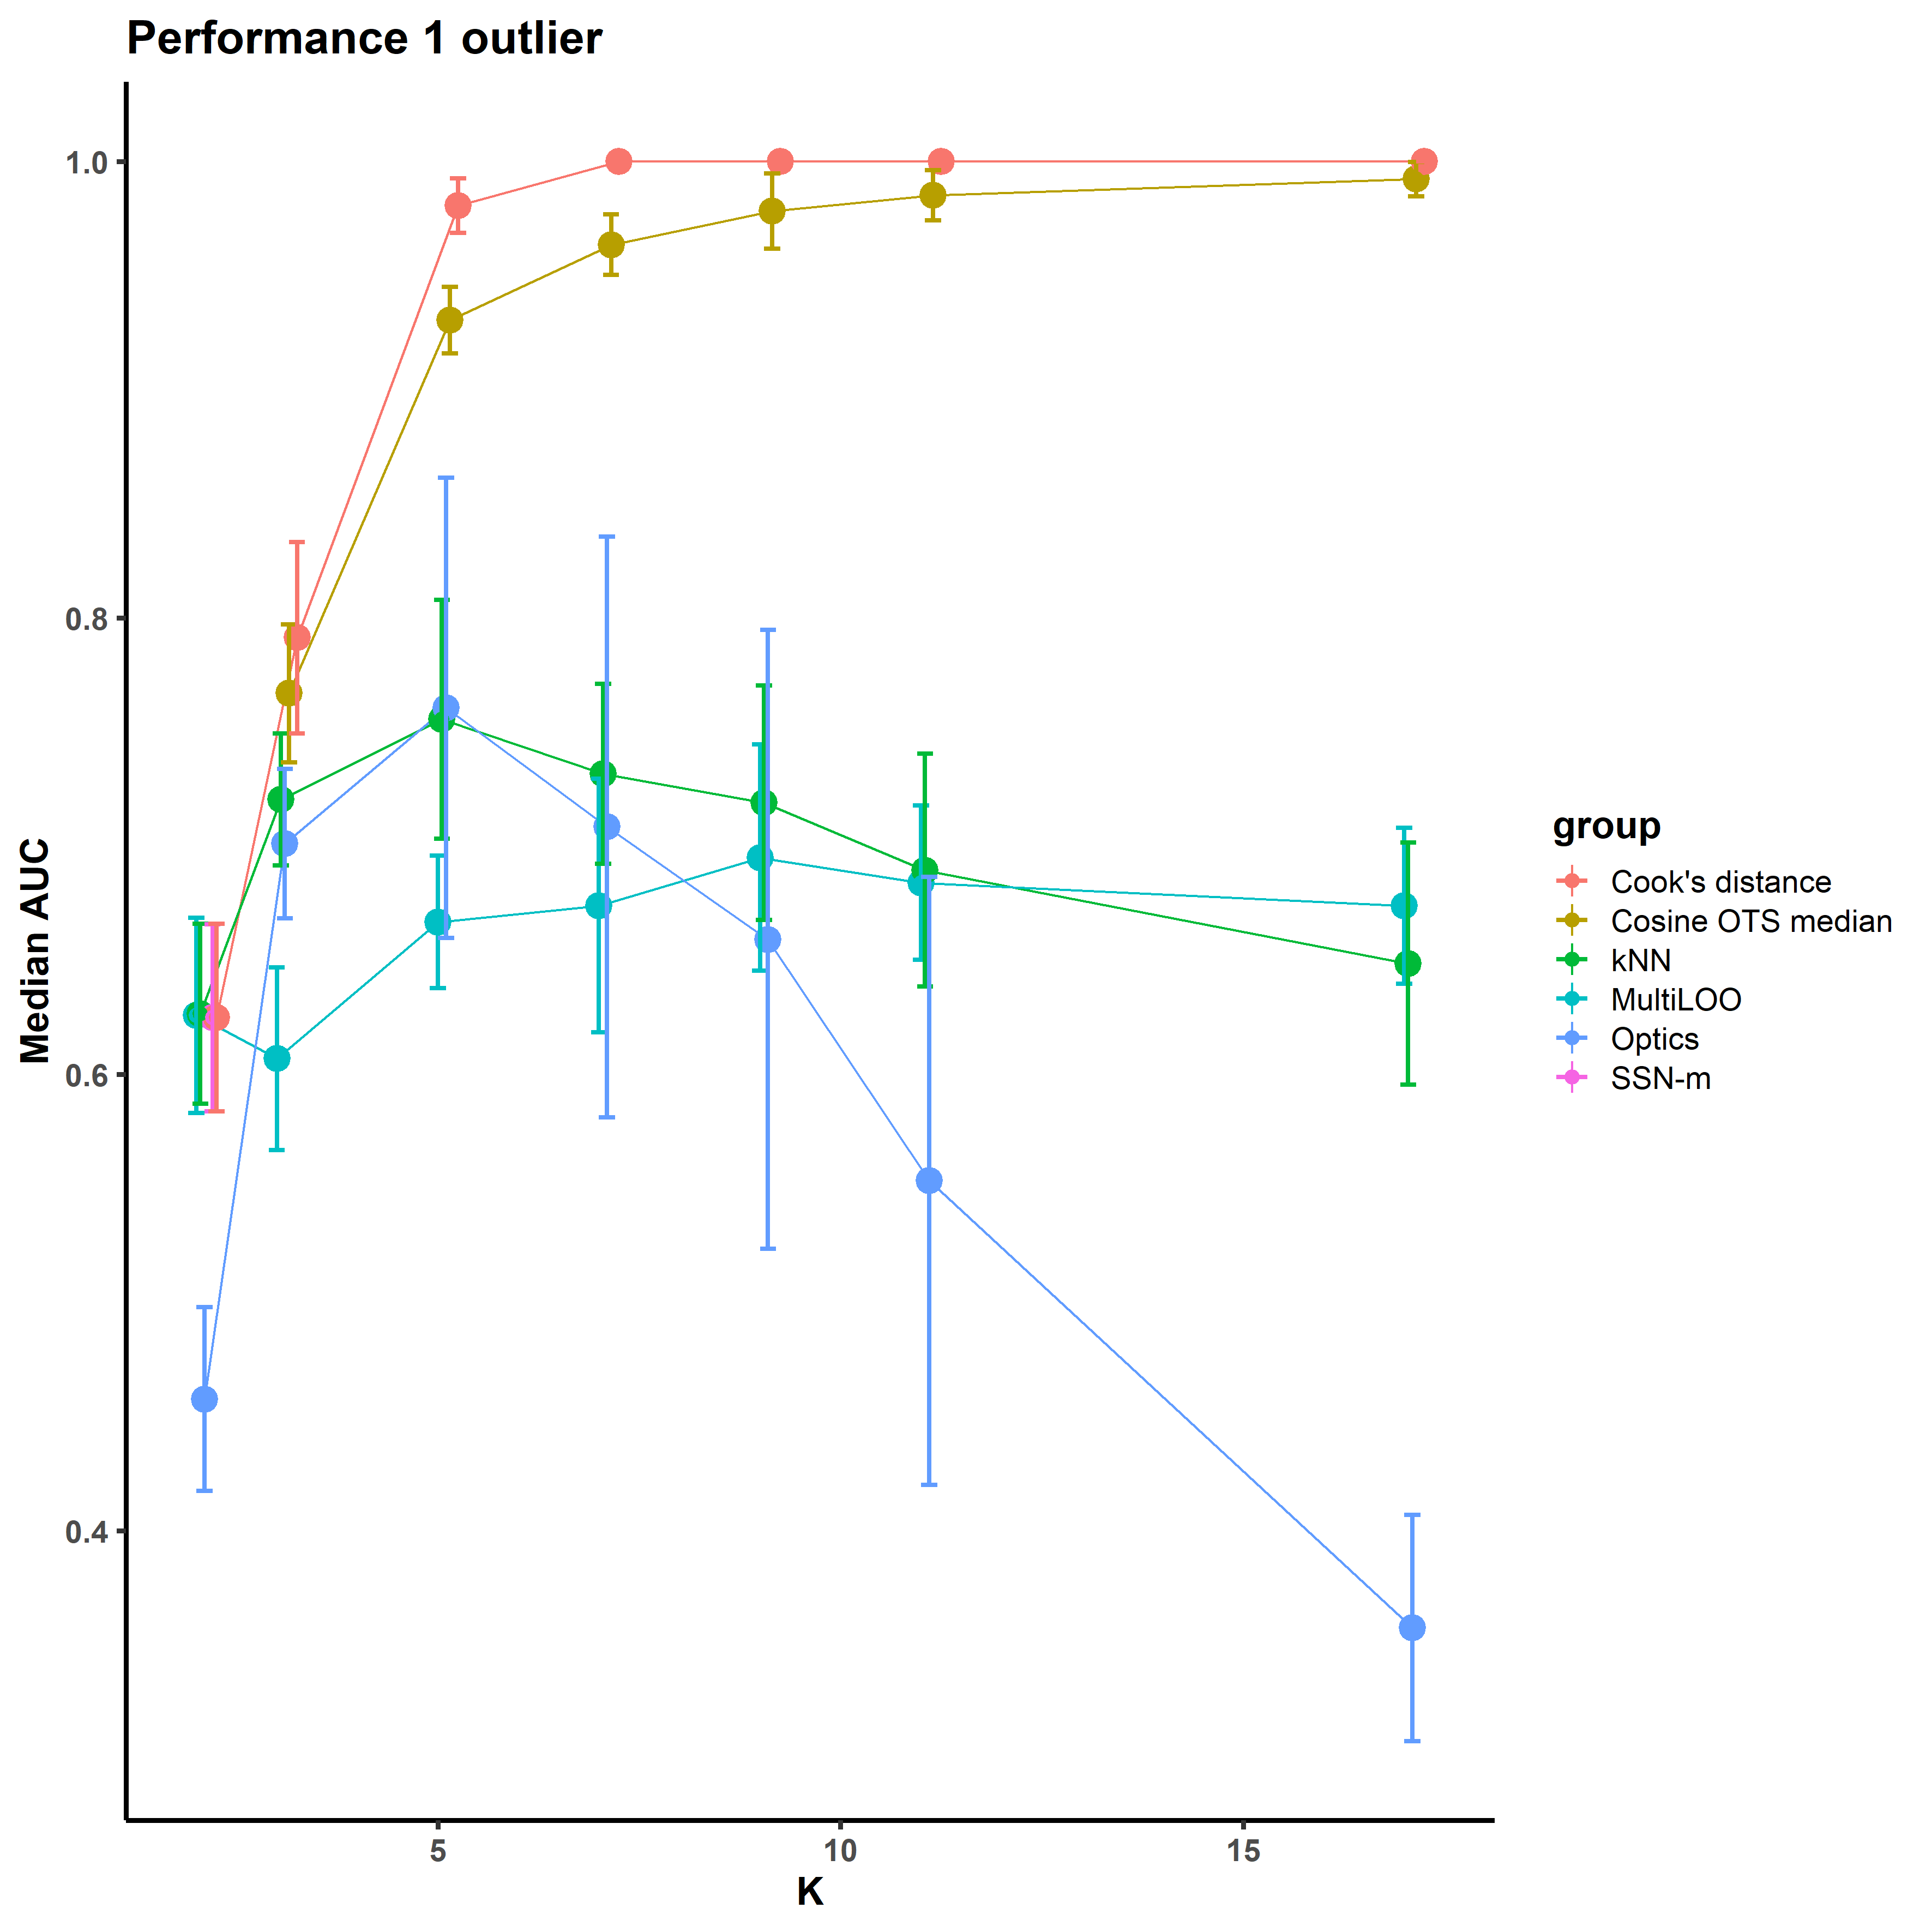 Performance 1 outlier
Median AUC
1.0
0.8
0.6
0.4
5
10
15
K
group
Cook's distance
Cosine OTS median
kNN
MultiLOO
Optics
SSN-m